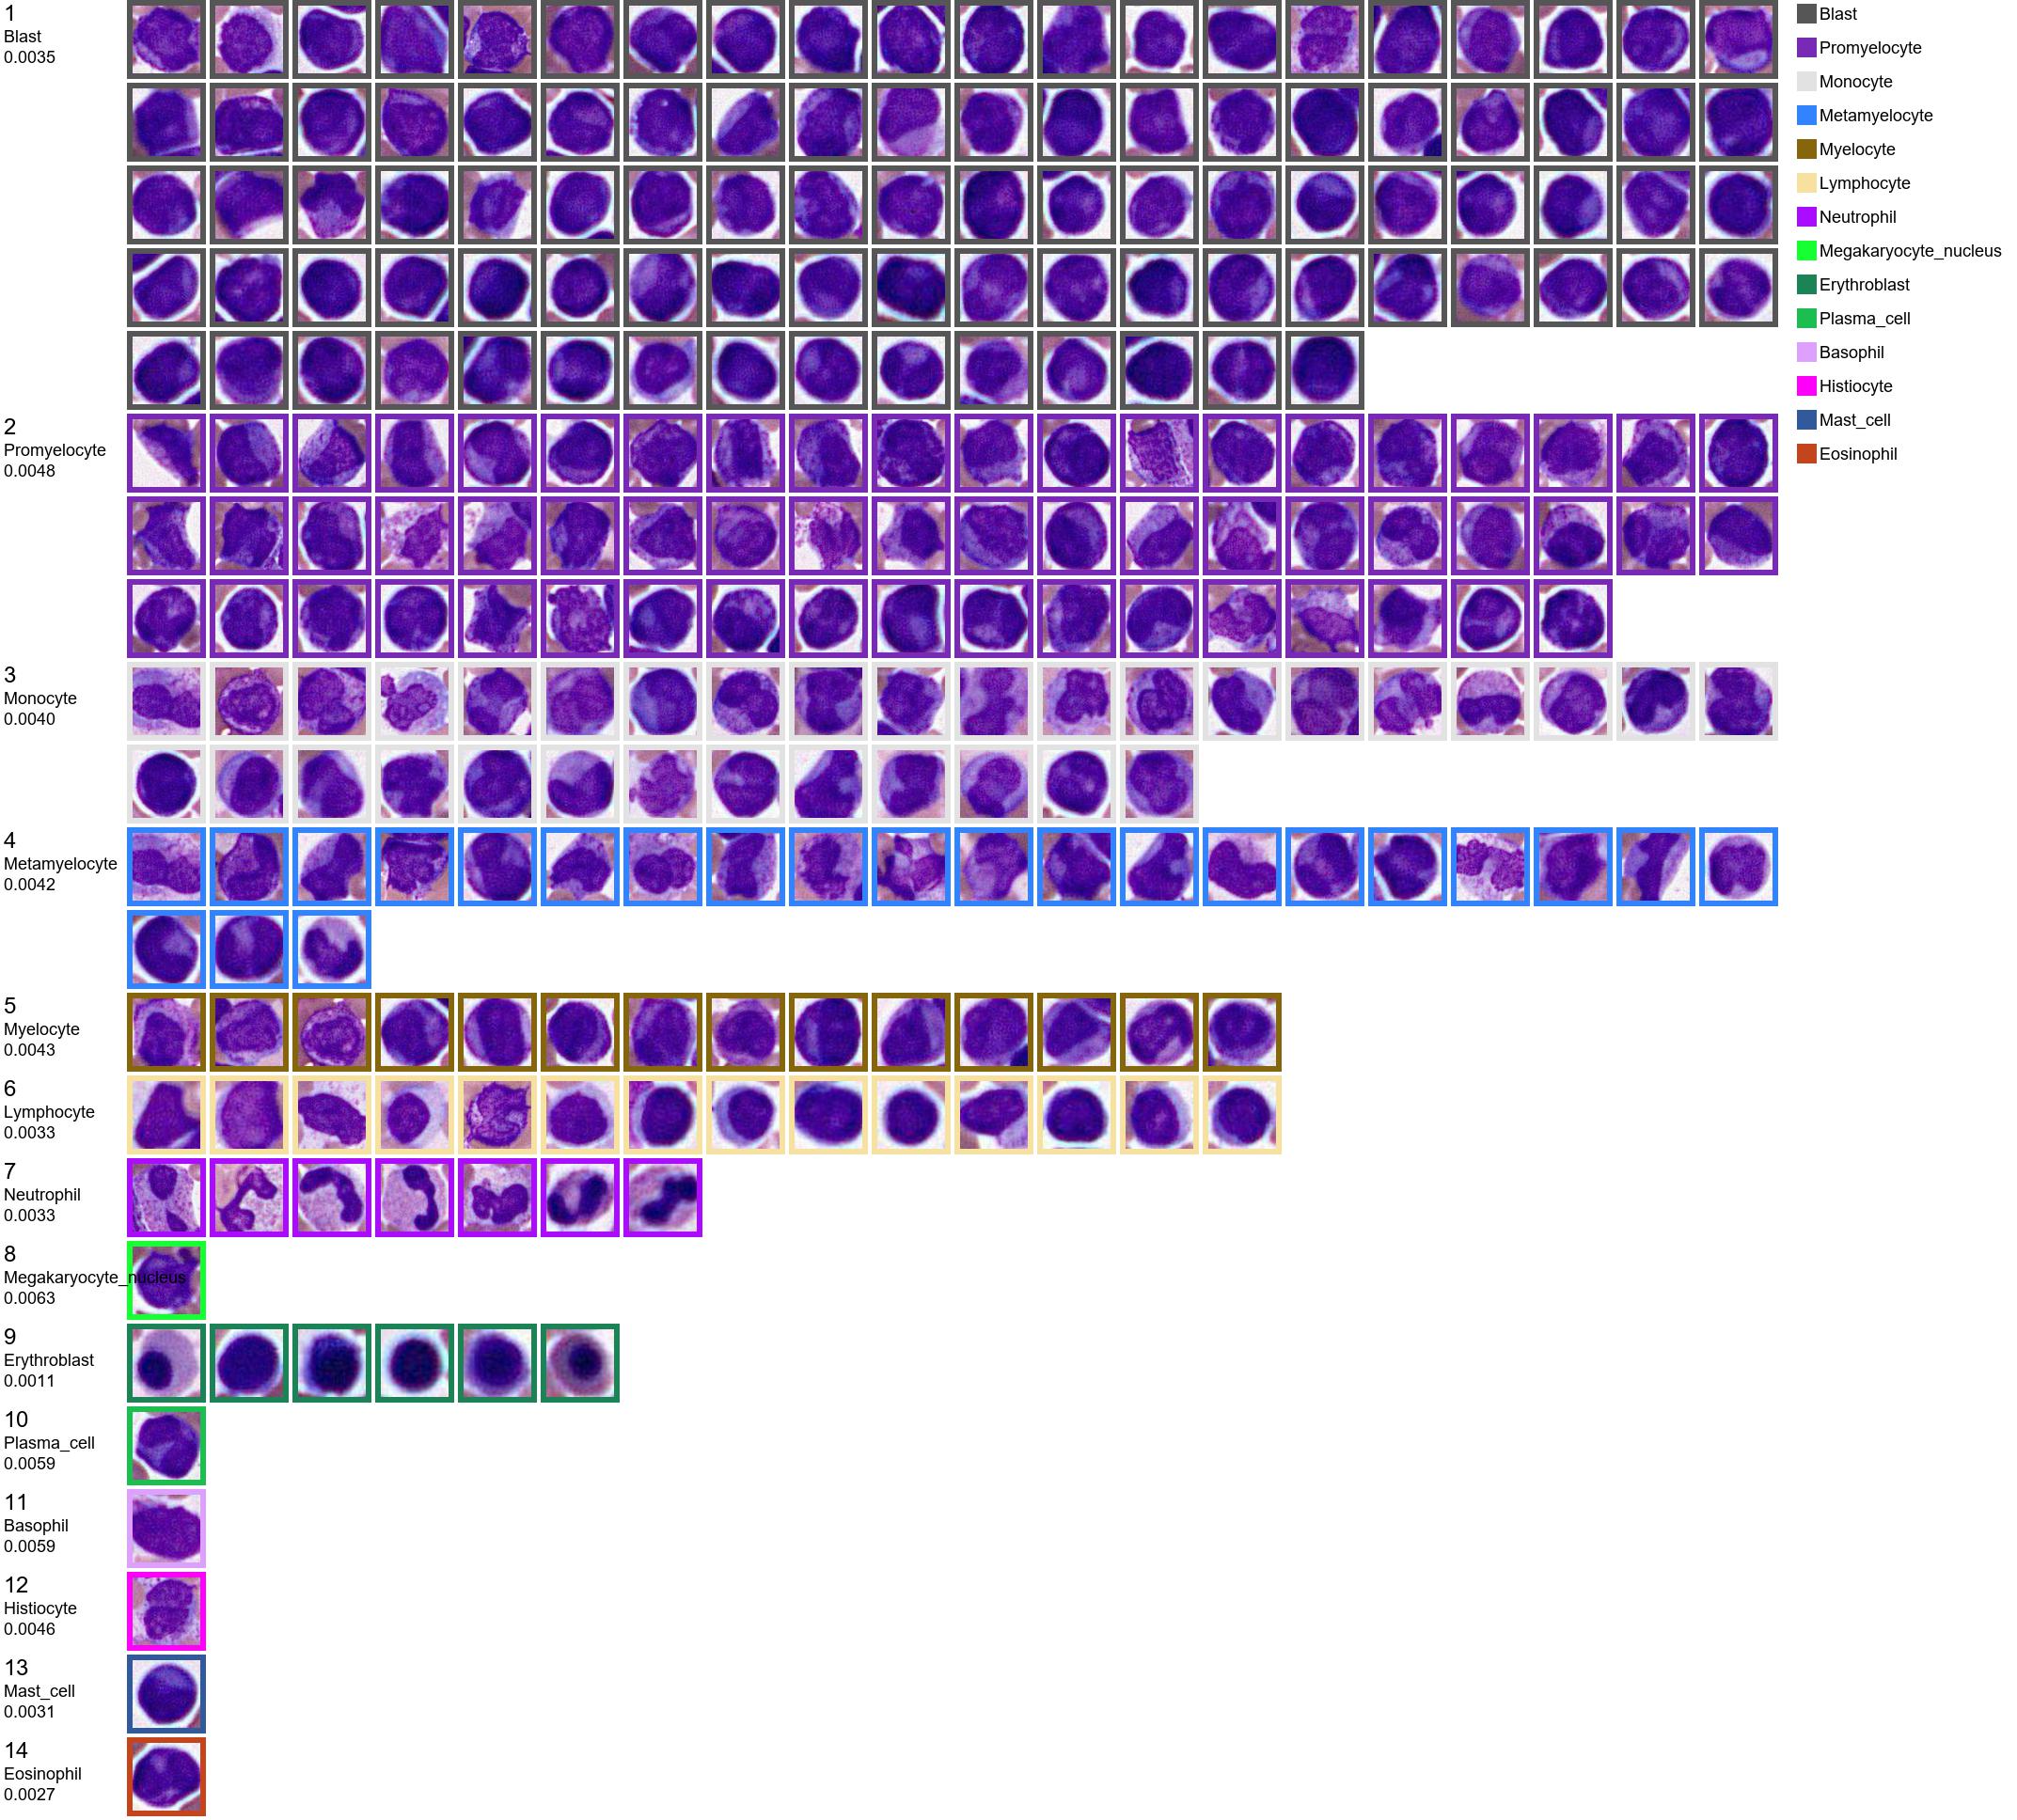 1
Blast
0.0035
2
Promyelocyte
0.0048
3
Monocyte
0.0040
4
Metamyelocyte
0.0042
5
Myelocyte
0.0043
6
Lymphocyte
0.0033
7
Neutrophil
0.0033
8
Megakaryocyte_nucleus
0.0063
9
Erythroblast
0.0011
10
Plasma_cell
0.0059
11
Basophil
0.0059
12
Histiocyte
0.0046
13
Mast_cell
0.0031
14
Eosinophil
0.0027
Blast
Promyelocyte
Monocyte
Metamyelocyte
Myelocyte
Lymphocyte
Neutrophil
Megakaryocyte_nucleus
Erythroblast
Plasma_cell
Basophil
Histiocyte
Mast_cell
Eosinophil